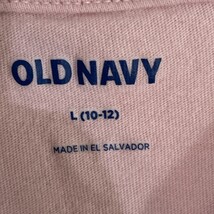 OLD NAVY
L (10-12)
MADE IN EL SALVADOR